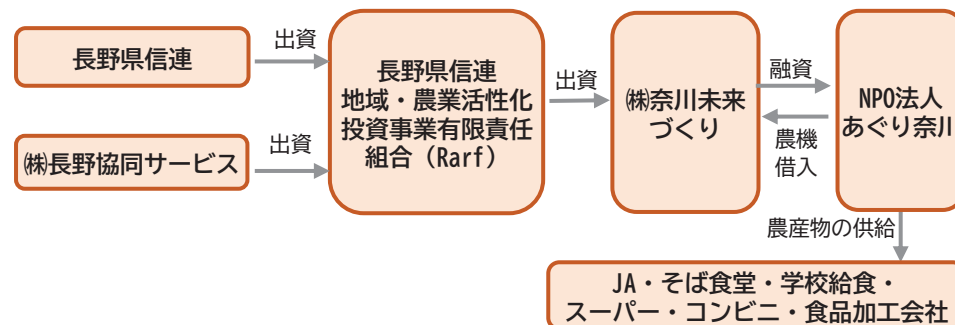 長野県信連
出資
㈱長野協同サービス
出資
長野県信連
地域・農業活性化
投資事業有限責任
組合（Rarf）
出資
㈱奈川未来
づくり
融資
農機
借入
NPO法人
あぐり奈川
農産物の供給
JA・そば食堂・学校給食・
スーパー・コンビニ・食品加工会社